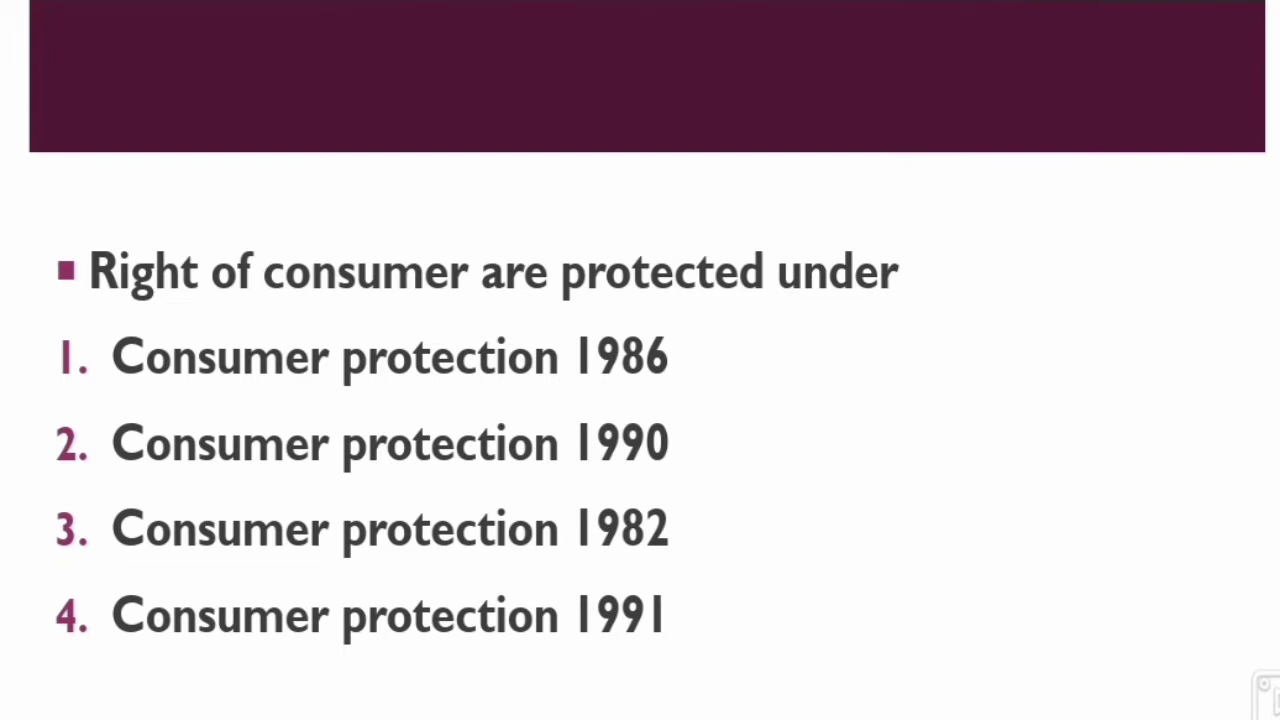 Right of consumer are protected under
1. Consumer protection 1986
2. Consumer protection 1990
3. Consumer protection 1982
4. Consumer protection 1991